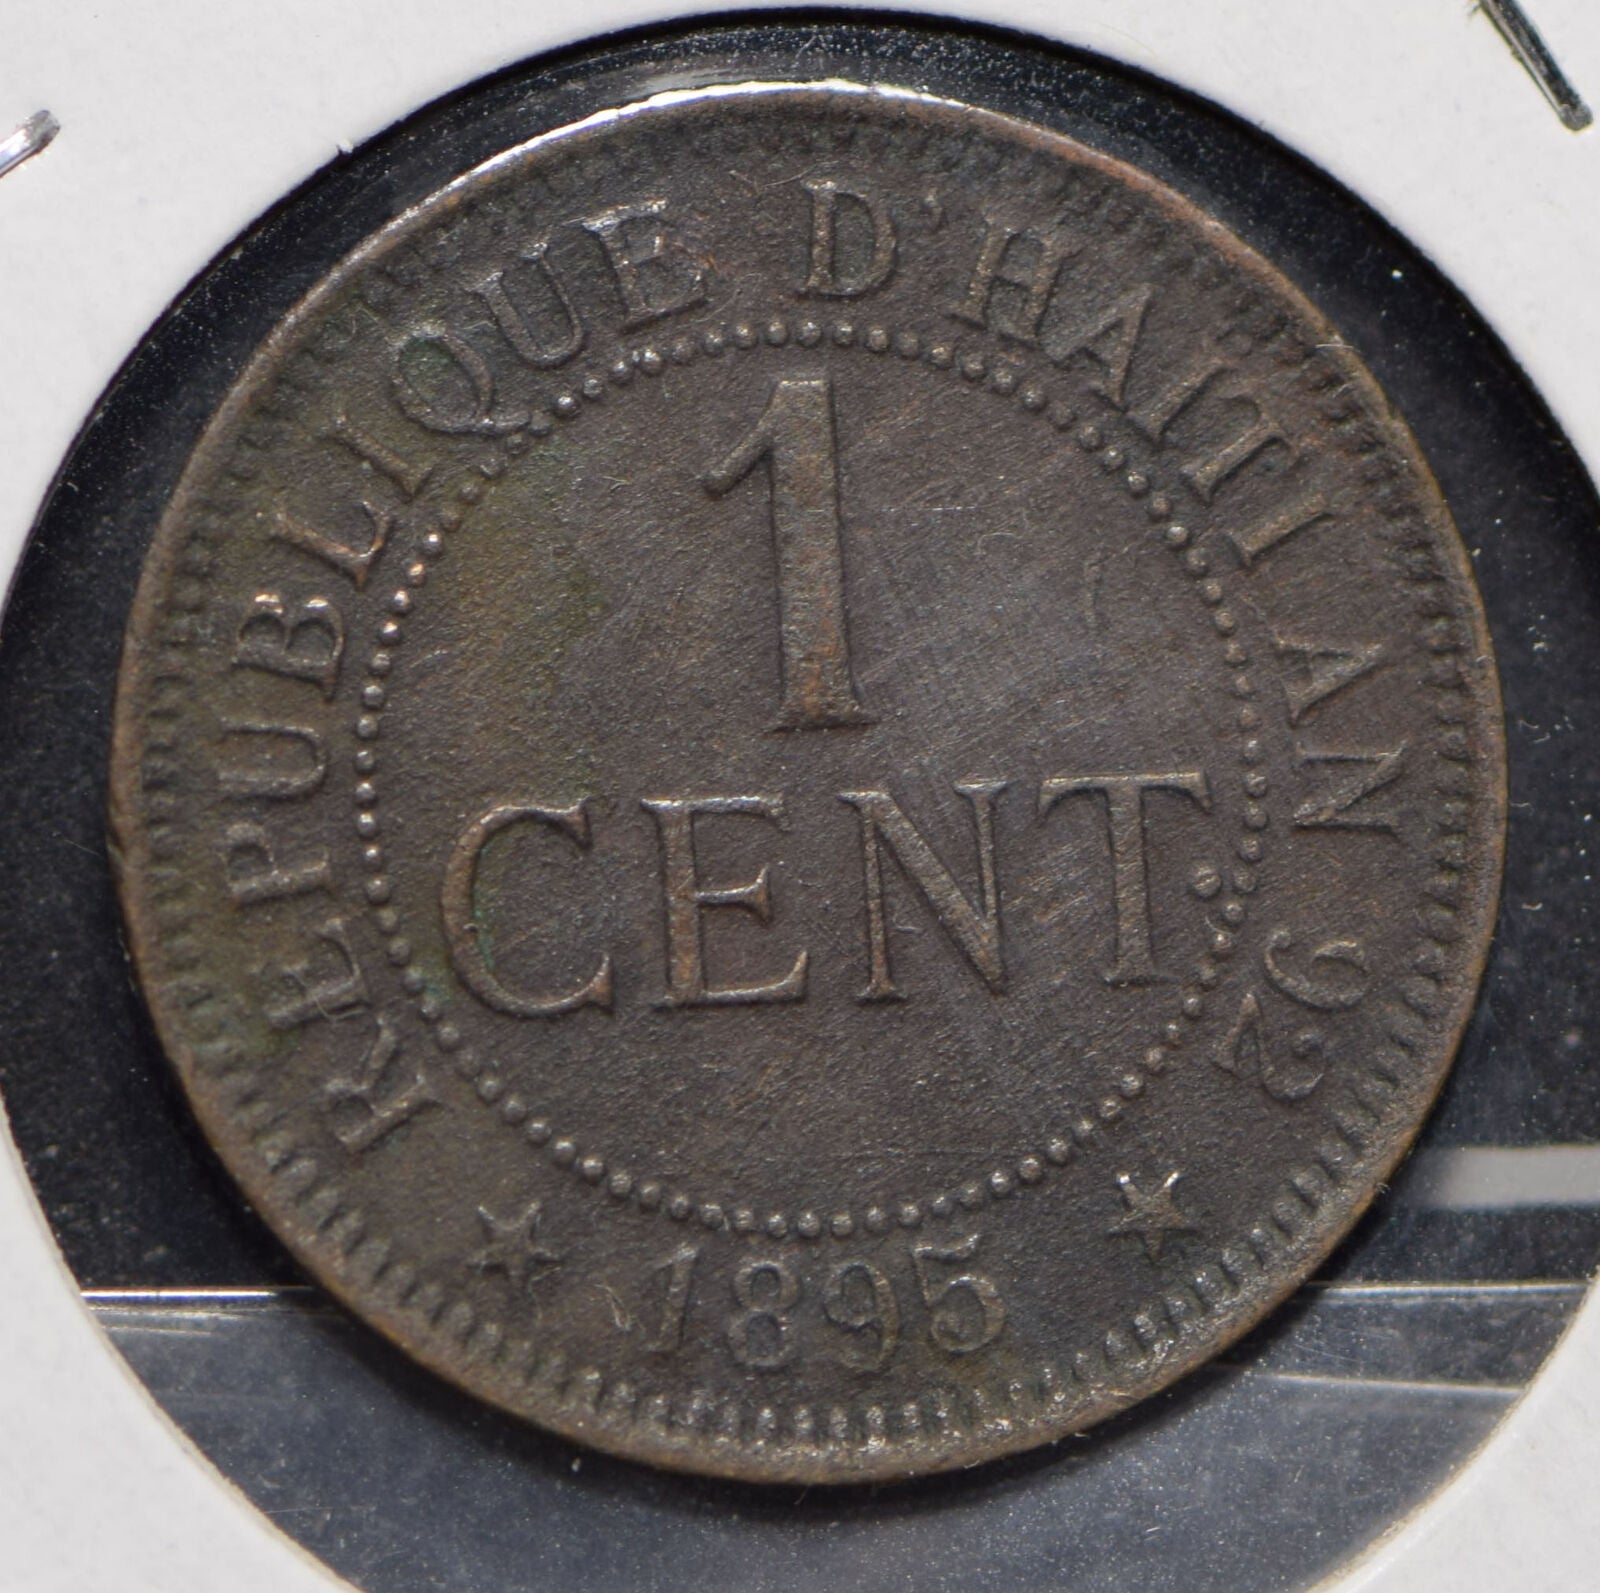 REPUBLIQUE D'HAITI AN 92
1
CENT.
★ 1895 ★